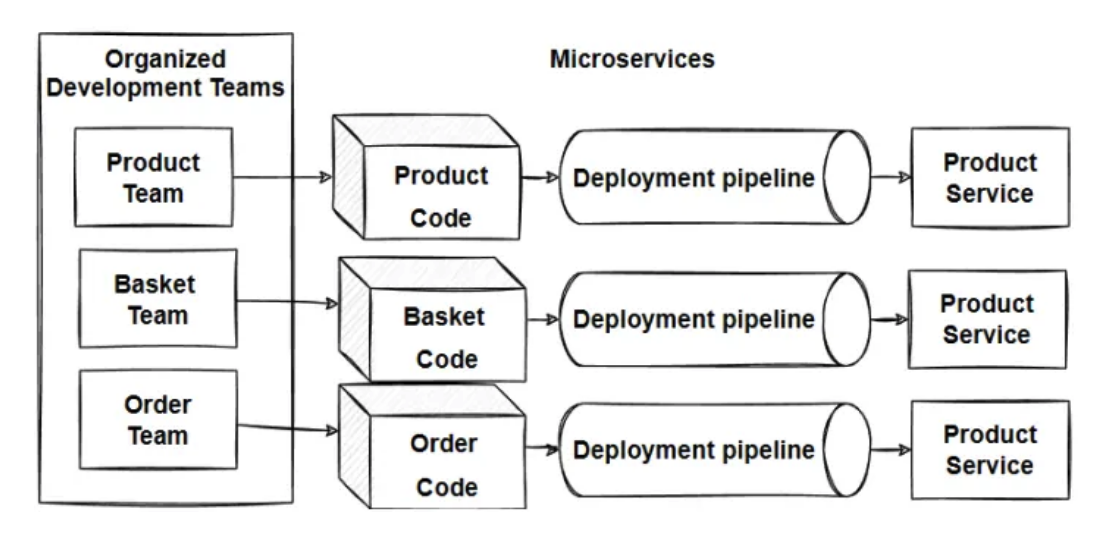 Organized
Development Teams
Microservices
Product
Team
Product
Code
Deployment pipeline
Product
Service
Basket
Team
Basket
Code
Deployment pipeline
Product
Service
Order
Team
Order
Code
Deployment pipeline
Product
Service